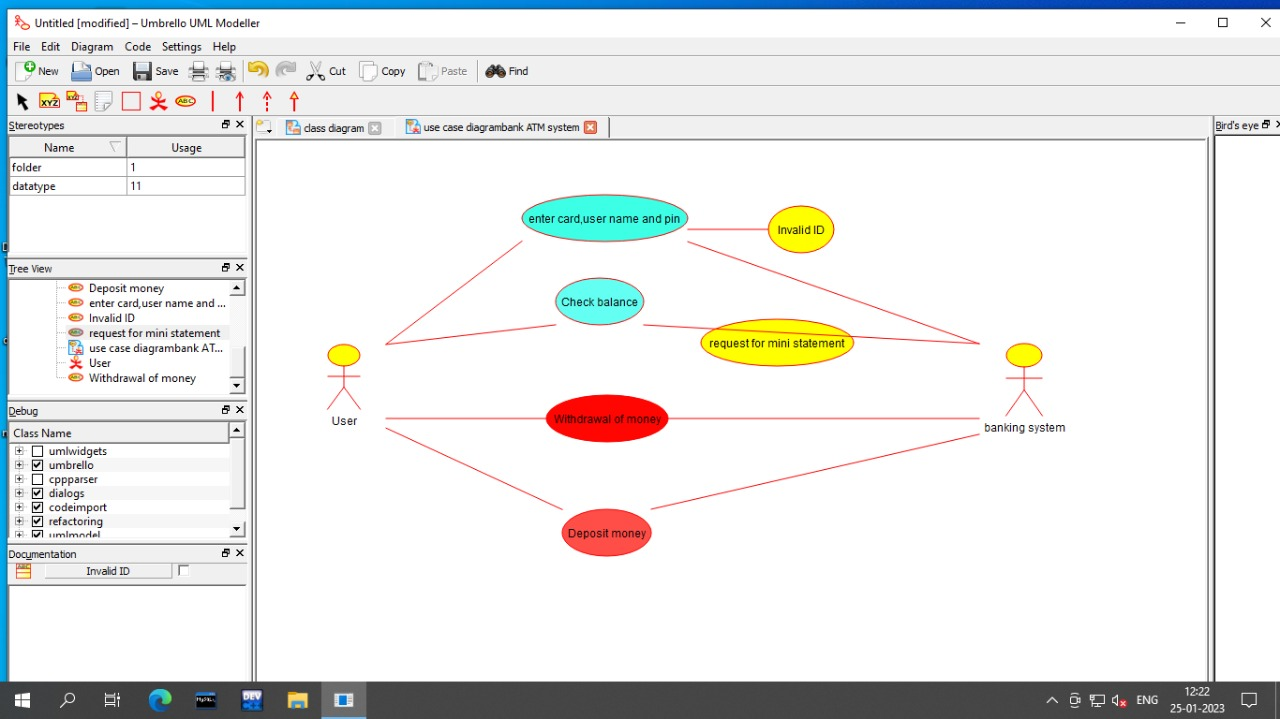 Untitled [modified] – Umbrello UML Modeller
File Edit Diagram Code Settings Help
New Open Save Cut Copy Paste Find
XYZ ABC
Stereotypes
Name Usage
folder 1
datatype 11
Tree View
Deposit money
enter card,user name and ...
Invalid ID
request for mini statement
use case diagrambank AT...
User
Withdrawal of money
Debug
Class Name
umlwidgets
umbrello
cppparser
dialogs
codeimport
refactoring
umlmodel
Documentation
Invalid ID
class diagram
use case diagrambank ATM system
Bird's eye
enter card,user name and pin
Invalid ID
Check balance
request for mini statement
User
Withdrawal of money
banking system
Deposit money
DEV
ENG
12:22
25-01-2023